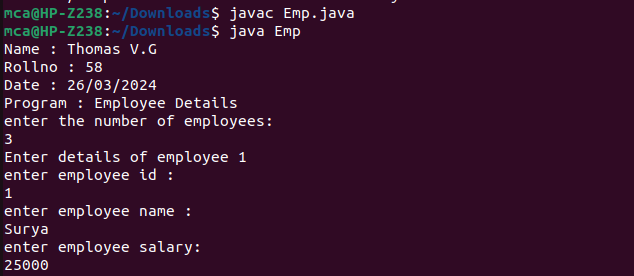 mca@HP-Z238:~/Downloads$ javac Emp.java
mca@HP-Z238:~/Downloads$ java Emp
Name : Thomas V.G
Rollno : 58
Date : 26/03/2024
Program : Employee Details
enter the number of employees:
3
Enter details of employee 1
enter employee id :
1
enter employee name :
Surya
enter employee salary:
25000